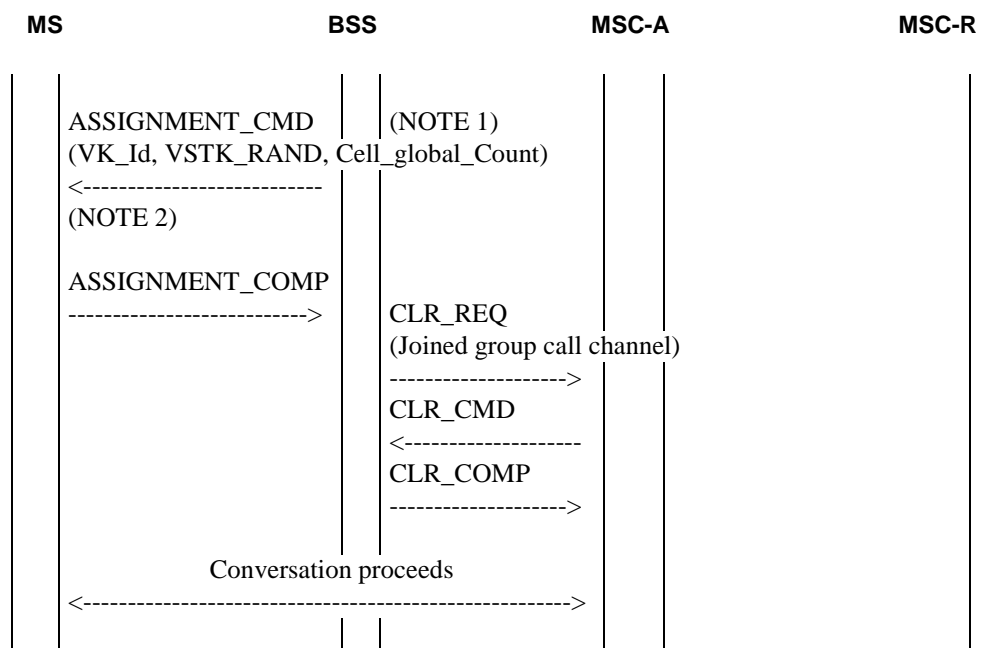 MS BSS MSC-A MSC-R
ASSIGNMENT_CMD (NOTE 1)
(VK_Id, VSTK_RAND, Cell_global_Count)
<---------------------------
(NOTE 2)
ASSIGNMENT_COMP
---------------------------> CLR_REQ
(Joined group call channel)
-------------------->
CLR_CMD
<--------------------
CLR_COMP
-------------------->
Conversation proceeds
<------------------------------------------------------->